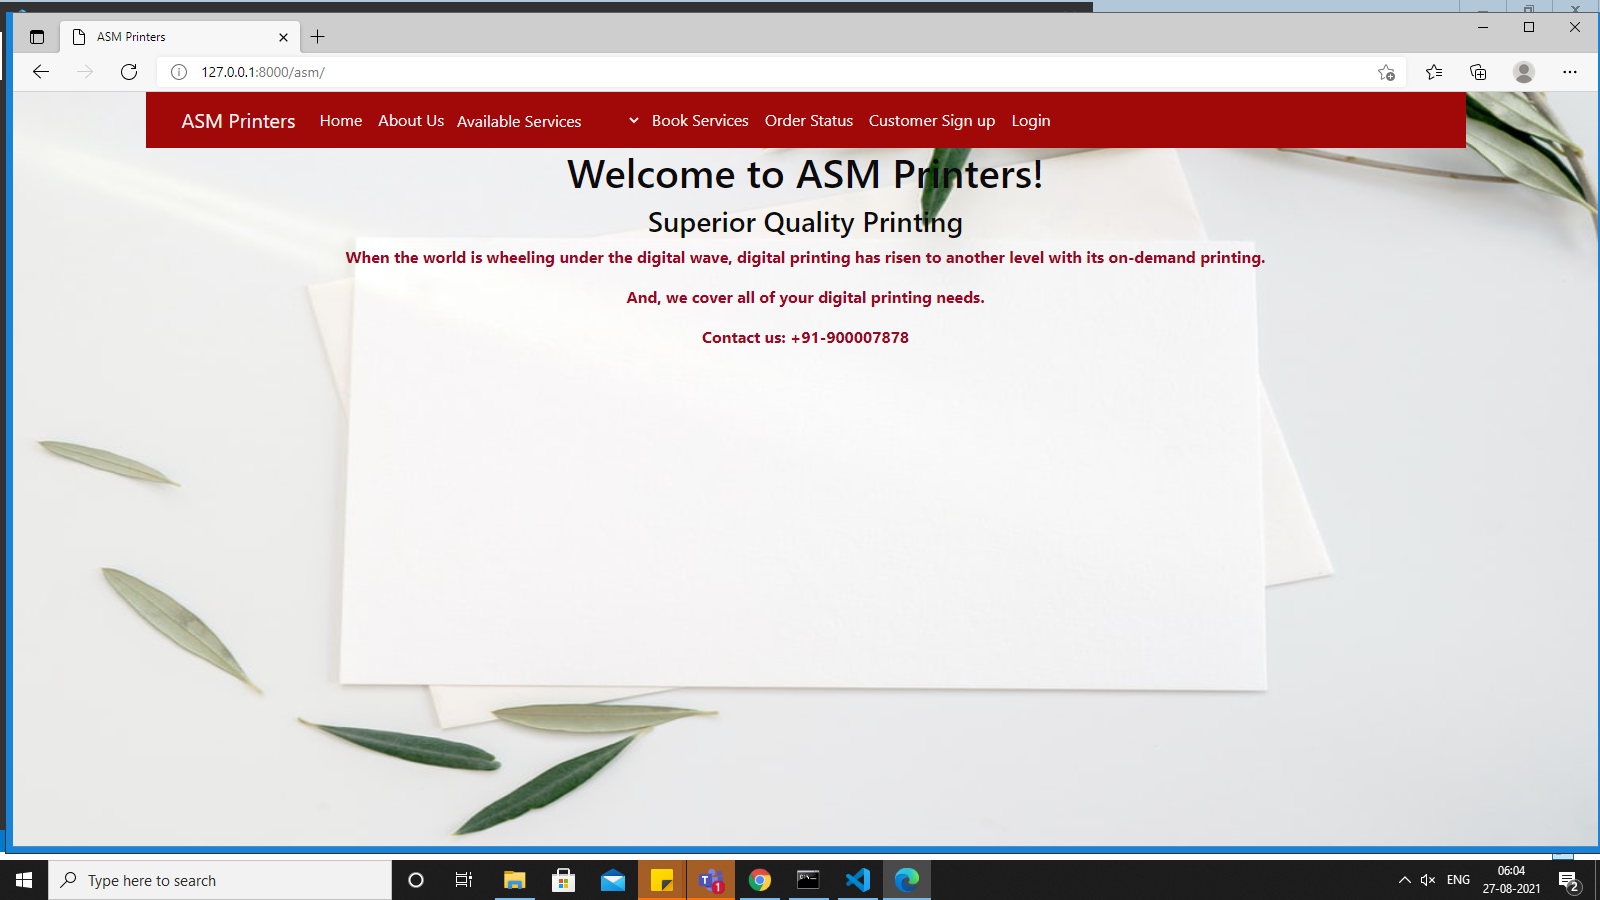 ASM Printers
127.0.0.1:8000/asm/
ASM Printers Home About Us Available Services Book Services Order Status Customer Sign up Login
Welcome to ASM Printers!
Superior Quality Printing
When the world is wheeling under the digital wave, digital printing has risen to another level with its on-demand printing.
And, we cover all of your digital printing needs.
Contact us: +91-900007878
Type here to search
1
ENG
06:04
27-08-2021
2